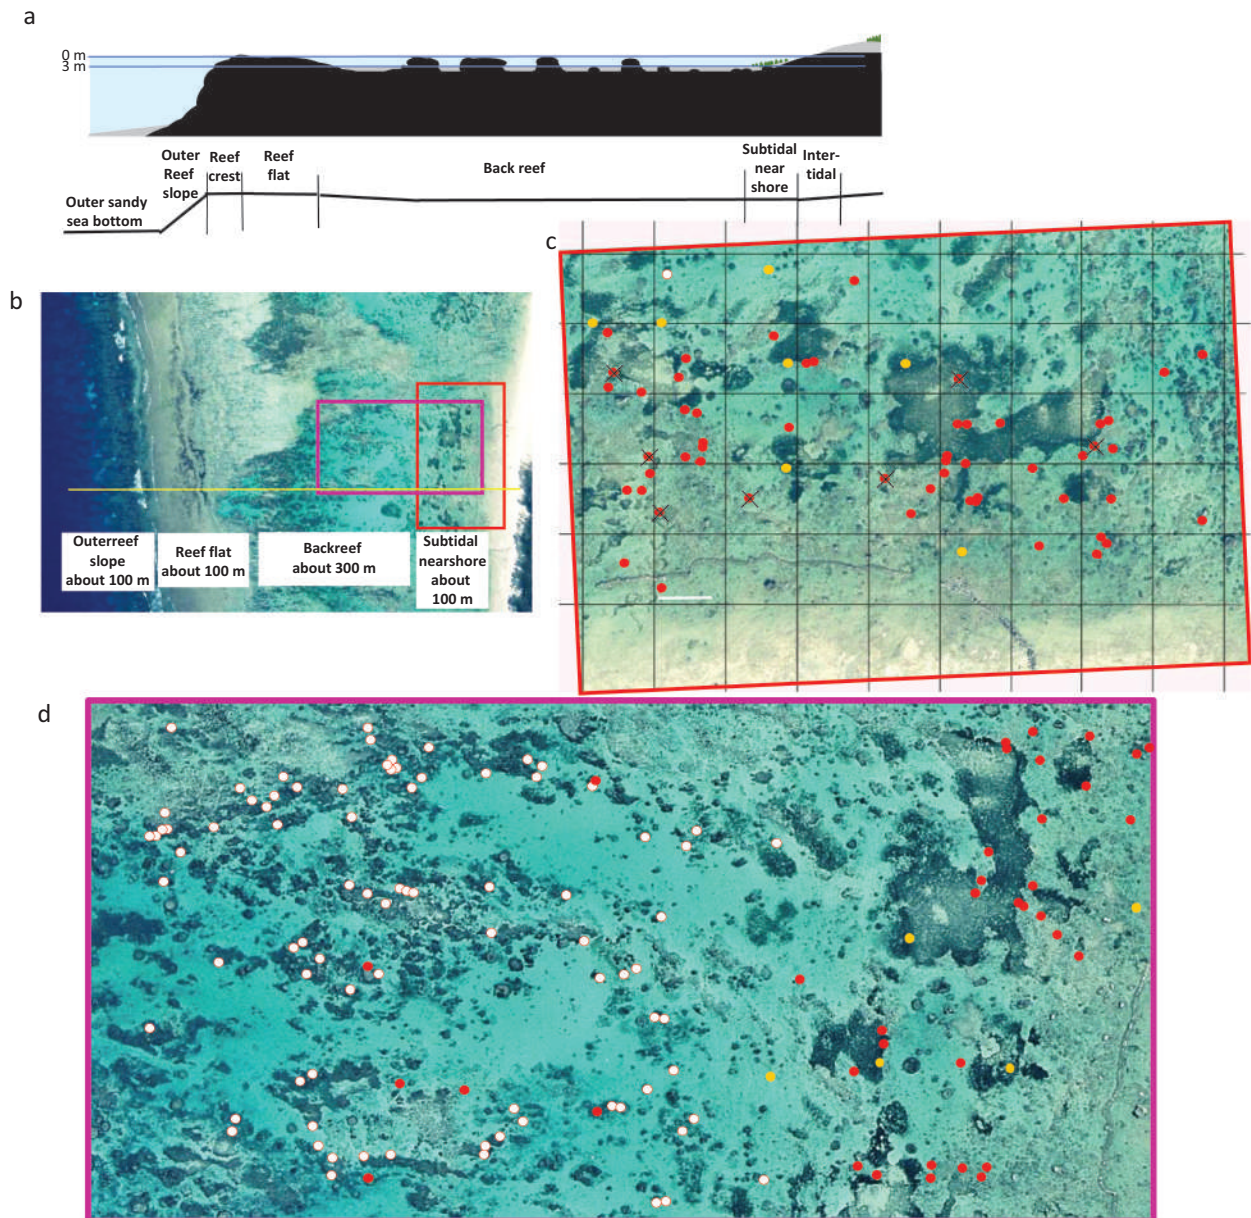 a
0 m
3 m
Outer
Reef
slope
Reef
crest
Reef
flat
Back reef
Subtidal
near
shore
Inter-
tidal
Outer sandy
sea bottom
b
Outerreef
slope
about 100 m
Reef flat
about 100 m
Backreef
about 300 m
Subtidal
nearshore
about
100 m
c
d